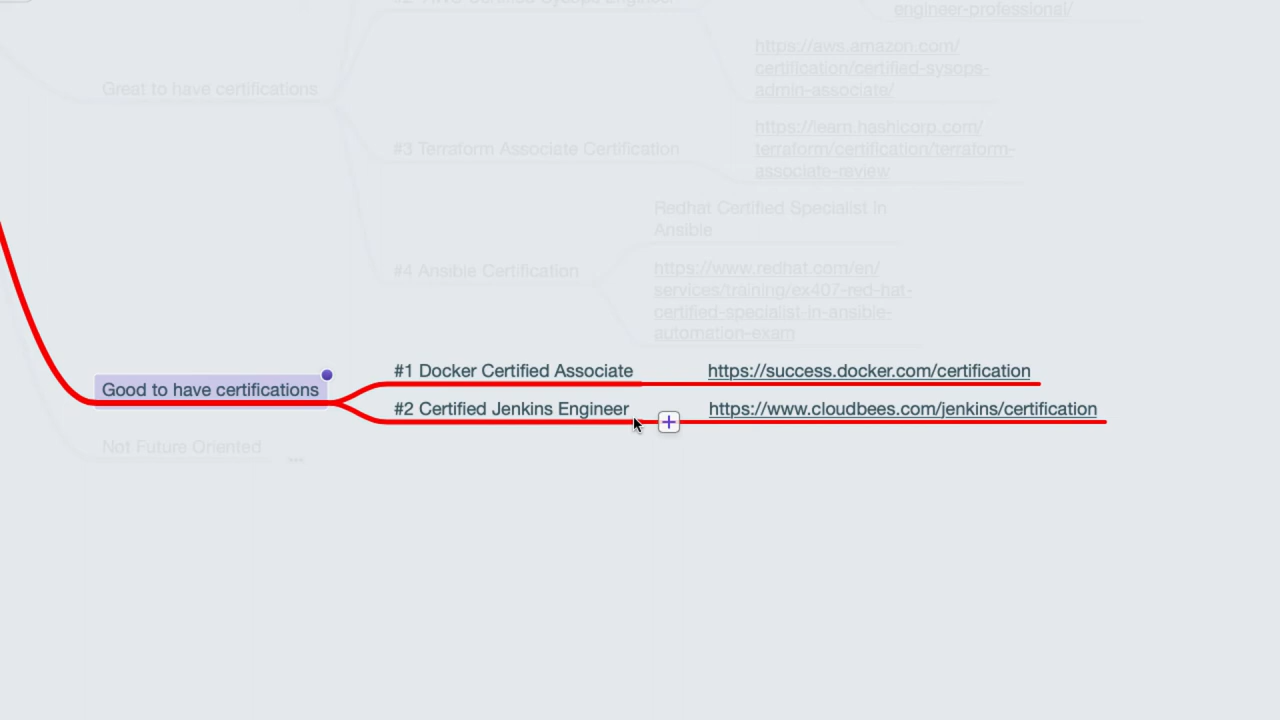 engineer-professional/
https://aws.amazon.com/
certification/certified-sysops-
admin-associate/
Great to have certifications
https://learn.hashicorp.com/
#3 Terraform Associate Certification
terraform/certification/terraform-
associate-review
Redhat Certified Specialist in
Ansible
#4 Ansible Certification
https://www.redhat.com/en/
services/training/ex407-red-hat-
certified-specialist-in-ansible-
automation-exam
Good to have certifications
#1 Docker Certified Associate
https://success.docker.com/certification
#2 Certified Jenkins Engineer
https://www.cloudbees.com/jenkins/certification
Not Future Oriented